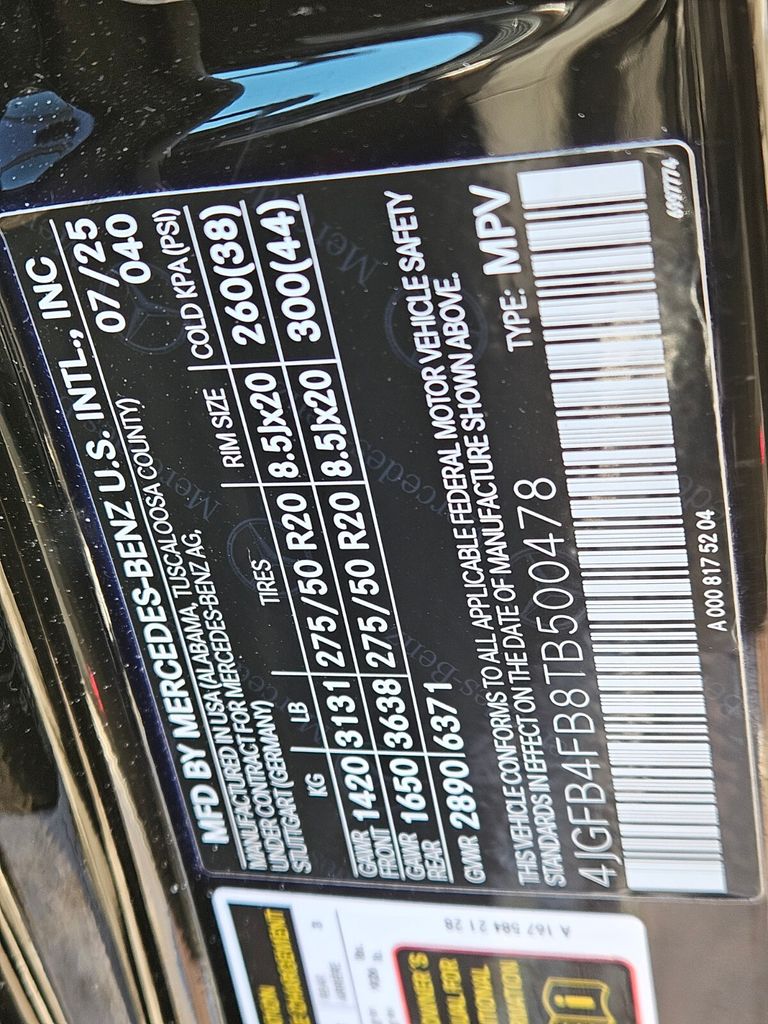 MFD BY MERCEDES-BENZ U.S. INTL., INC
MANUFACTURED IN USA (ALABAMA, TUSCALOOSA COUNTY) 07/25
UNDER CONTRACT FOR MERCEDES-BENZ AG, 040
STUTTGART (GERMANY)
KG LB TIRES RIM SIZE COLD KPA (PSI)
GAWR FRONT 1420 3131 275/50 R20 8.5Jx20 260(38)
GAWR REAR 1650 3638 275/50 R20 8.5Jx20 300(44)
GVWR 2890 6371
THIS VEHICLE CONFORMS TO ALL APPLICABLE FEDERAL MOTOR VEHICLE SAFETY
STANDARDS IN EFFECT ON THE DATE OF MANUFACTURE SHOWN ABOVE.
4JGFB4FB8TB500478 TYPE: MPV
A 000 817 52 04
6097774
A 167 584 21 28
REAR
ARRIERE
3